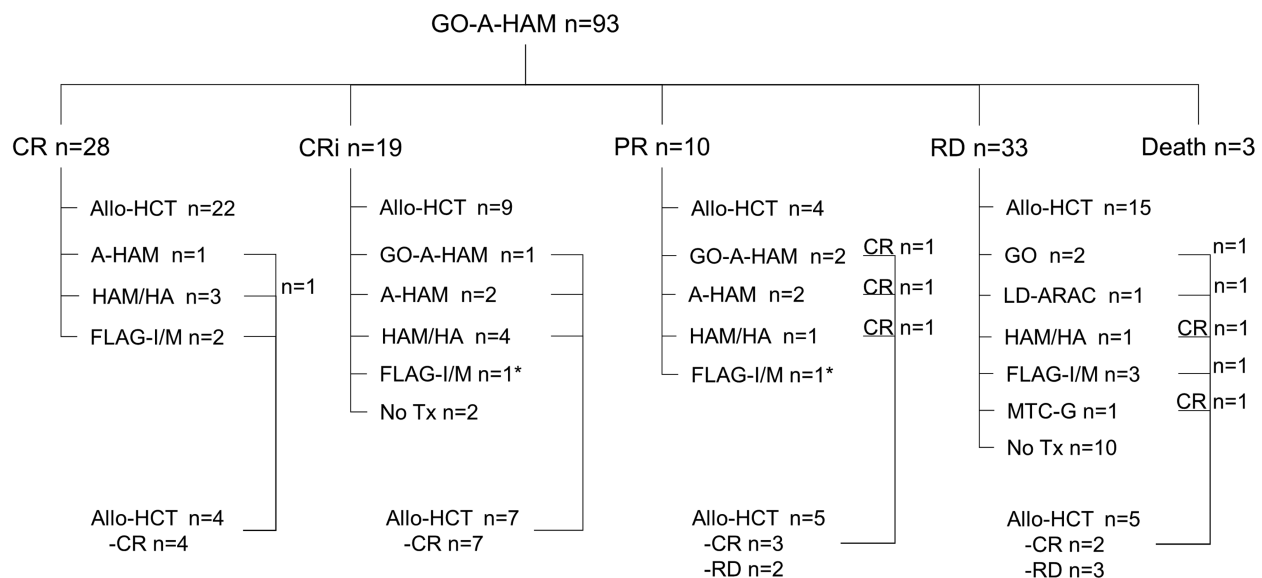 GO-A-HAM n=93
CR n=28
CRi n=19
PR n=10
RD n=33
Death n=3
Allo-HCT n=22
A-HAM n=1
HAM/HA n=3
n=1
FLAG-I/M n=2
Allo-HCT n=4
-CR n=4
Allo-HCT n=9
GO-A-HAM n=1
A-HAM n=2
HAM/HA n=4
FLAG-I/M n=1*
No Tx n=2
Allo-HCT n=7
-CR n=7
Allo-HCT n=4
GO-A-HAM n=2 CR n=1
A-HAM n=2 CR n=1
HAM/HA n=1 CR n=1
FLAG-I/M n=1*
Allo-HCT n=5
-CR n=3
-RD n=2
Allo-HCT n=15
GO n=2 n=1
LD-ARAC n=1 n=1
HAM/HA n=1 CR n=1
FLAG-I/M n=3 n=1
MTC-G n=1 CR n=1
No Tx n=10
Allo-HCT n=5
-CR n=2
-RD n=3